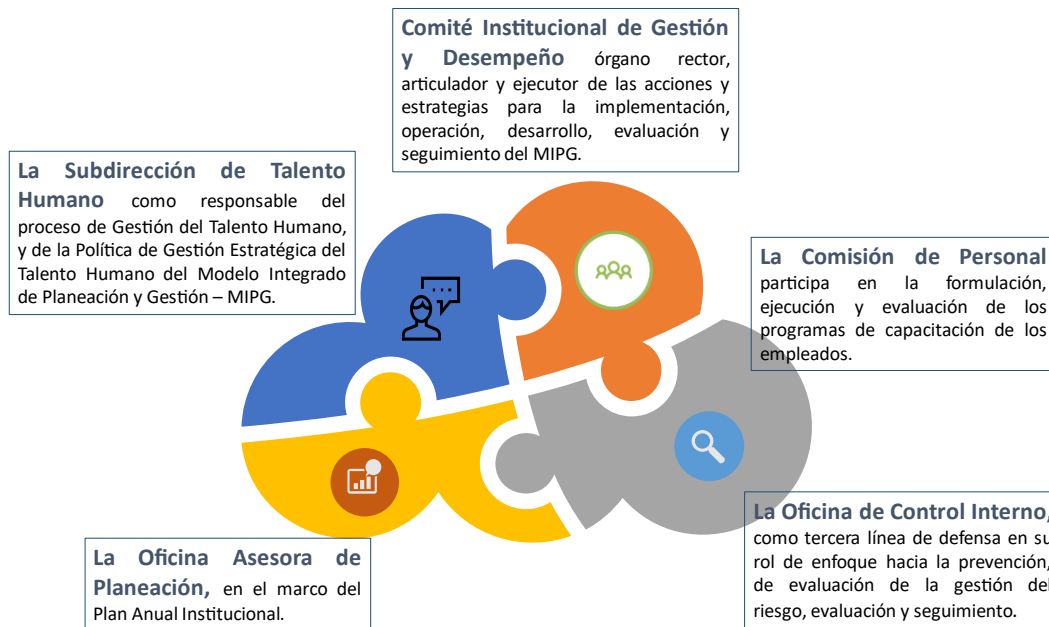 Comité Institucional de Gestión
y Desempeño órgano rector,
articulador y ejecutor de las acciones y
estrategias para la implementación,
operación, desarrollo, evaluación y
seguimiento del MIPG.
La Subdirección de Talento
Humano como responsable del
proceso de Gestión del Talento Humano,
y de la Política de Gestión Estratégica del
Talento Humano del Modelo Integrado
de Planeación y Gestión – MIPG.
La Comisión de Personal
participa en la formulación,
ejecución y evaluación de los
programas de capacitación de los
empleados.
La Oficina de Control Interno,
como tercera línea de defensa en su
rol de enfoque hacia la prevención,
de evaluación de la gestión del
riesgo, evaluación y seguimiento.
La Oficina Asesora de
Planeación, en el marco del
Plan Anual Institucional.